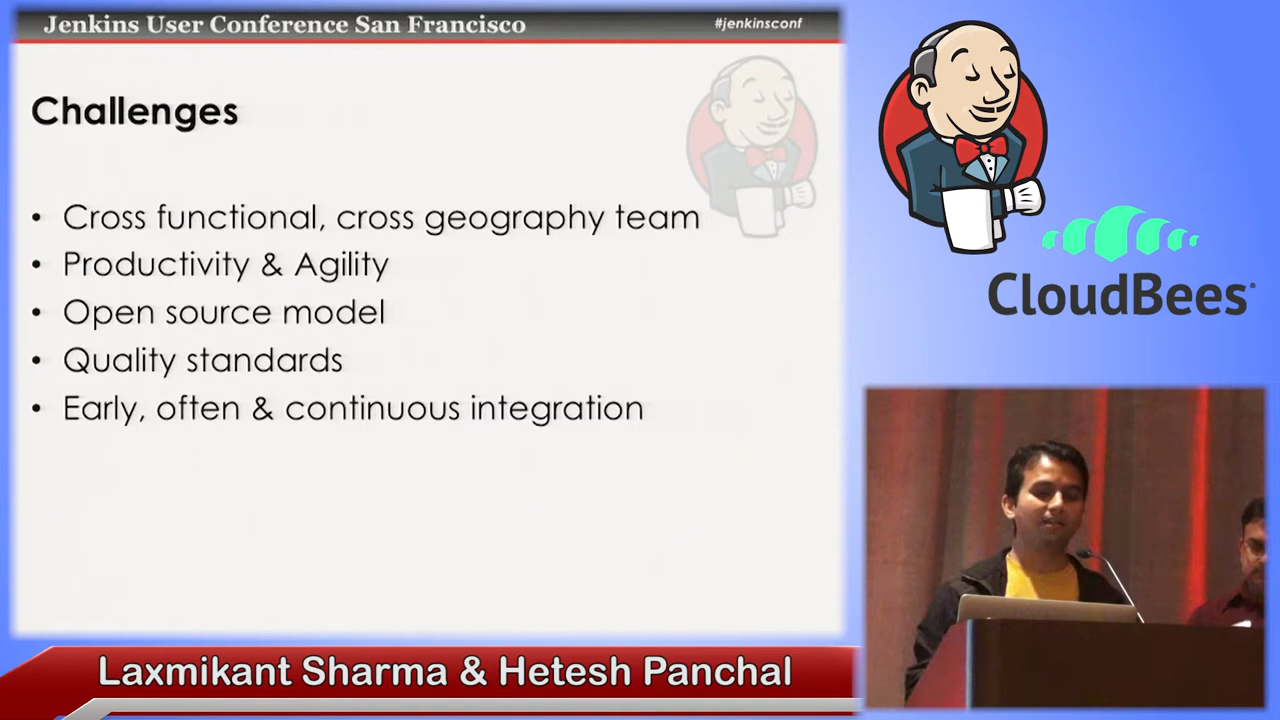 Jenkins User Conference San Francisco
#jenkinsconf
Challenges
• Cross functional, cross geography team
• Productivity & Agility
• Open source model
• Quality standards
• Early, often & continuous integration
CloudBees
Laxmikant Sharma & Hetesh Panchal